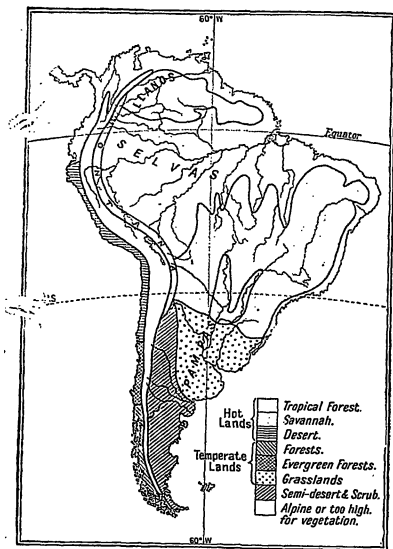 60° W
LLANOS
Equator
SELVAS
S
PAMPAS
Hot
Lands
Tropical Forest.
Savannah.
Desert.
Temperate
Lands
Forests.
Evergreen Forests.
Grasslands
Semi-desert & Scrub.
Alpine or too high
for vegetation.
60° W